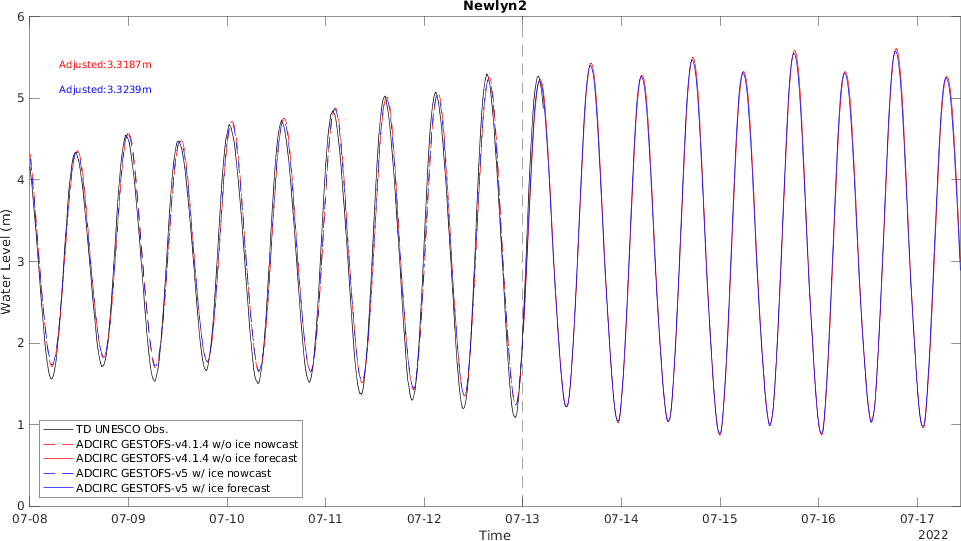 Newlyn2
6
5
4
3
2
1
0
Water Level (m)
Adjusted:3.3187m
Adjusted:3.3239m
TD UNESCO Obs.
ADCIRC GESTOFS-v4.1.4 w/o ice nowcast
ADCIRC GESTOFS-v4.1.4 w/o ice forecast
ADCIRC GESTOFS-v5 w/ ice nowcast
ADCIRC GESTOFS-v5 w/ ice forecast
07-08 07-09 07-10 07-11 07-12 07-13 07-14 07-15 07-16 07-17
Time
2022